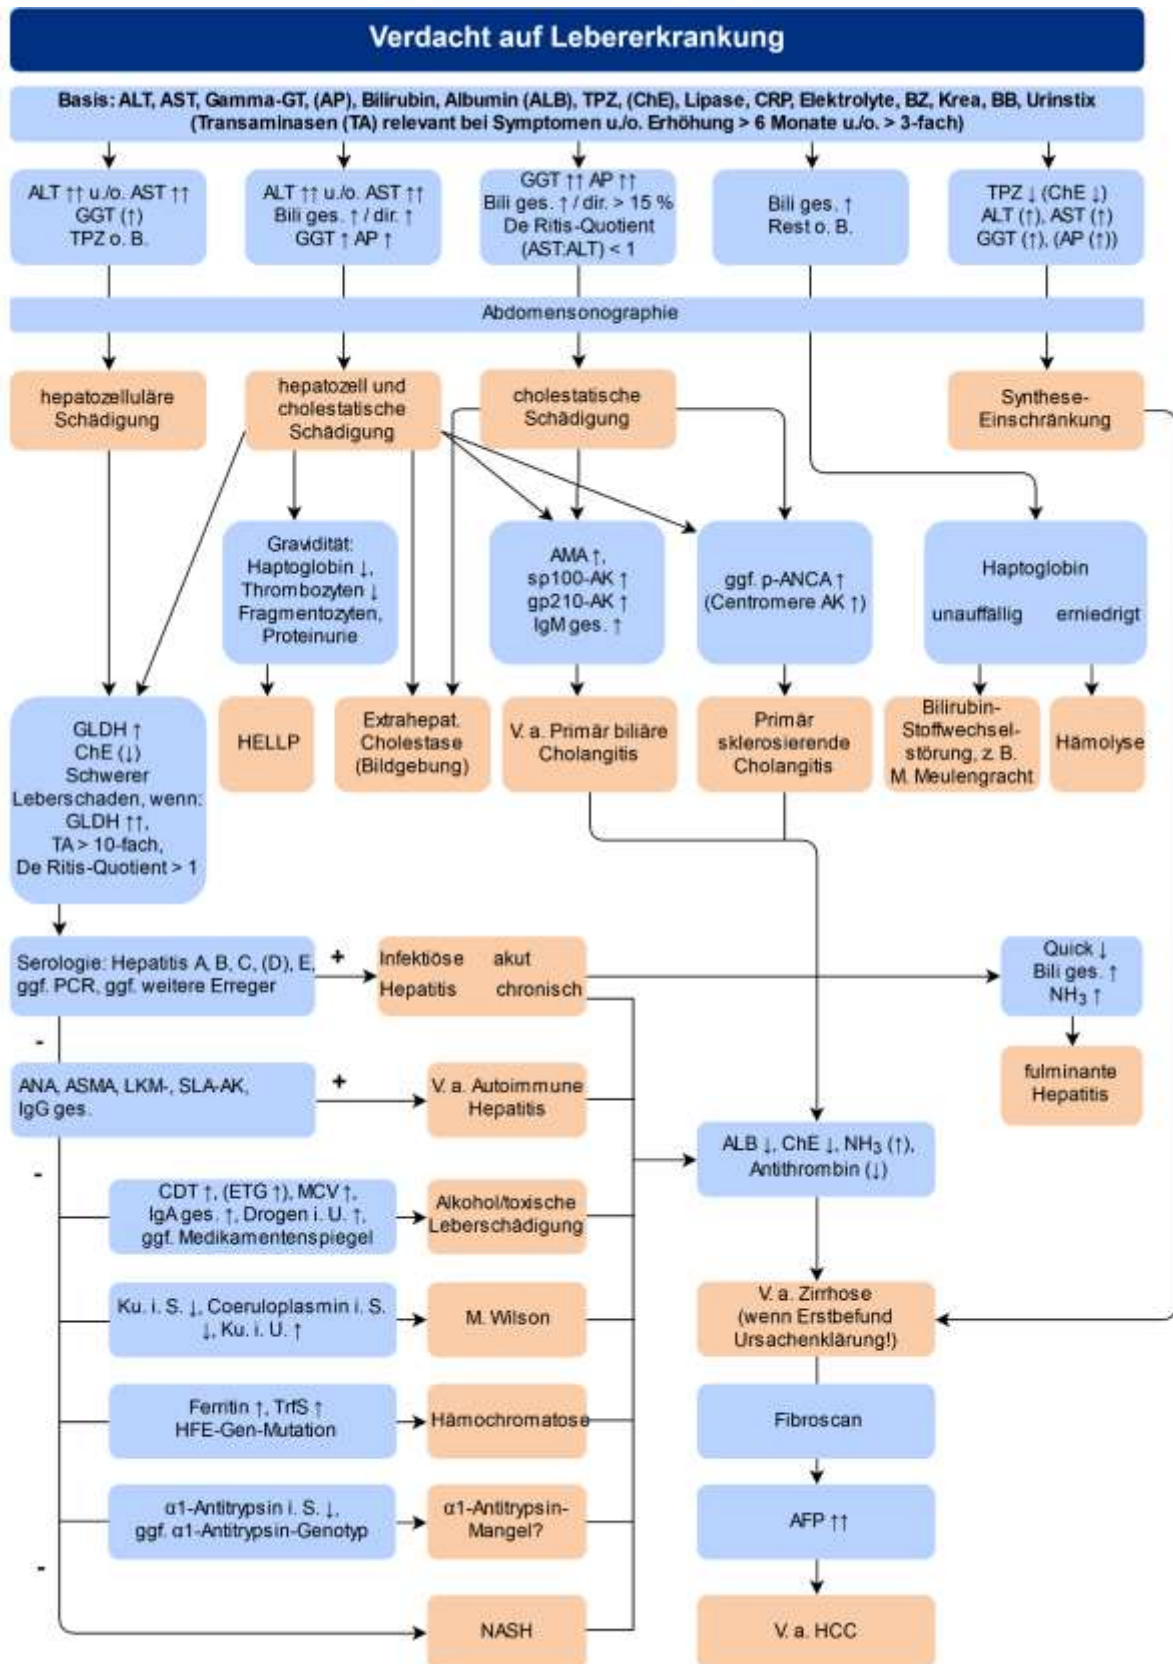 Verdacht auf Lebererkrankung
Basis: ALT, AST, Gamma-GT, (AP), Bilirubin, Albumin (ALB), TPZ, (ChE), Lipase, CRP, Elektrolyte, BZ, Krea, BB, Urinstix
(Transaminasen (TA) relevant bei Symptomen u./o. Erhöhung > 6 Monate u./o. > 3-fach)
ALT ↑↑ u./o. AST ↑↑
GGT (↑)
TPZ o. B.
ALT ↑↑ u./o. AST ↑↑
Bili ges. ↑ / dir. ↑
GGT ↑ AP ↑
GGT ↑↑ AP ↑↑
Bili ges. ↑ / dir. > 15 %
De Ritis-Quotient
(AST:ALT) < 1
Bili ges. ↑
Rest o. B.
TPZ ↓ (ChE ↓)
ALT (↑), AST (↑)
GGT (↑), (AP (↑))
Abdomensonographie
hepatozelluläre
Schädigung
hepatozell und
cholestatische
Schädigung
cholestatische
Schädigung
Synthese-
Einschränkung
Gravidität:
Haptoglobin ↓,
Thrombozyten ↓
Fragmentozyten,
Proteinurie
AMA ↑,
sp100-AK ↑
gp210-AK ↑
IgM ges. ↑
ggf. p-ANCA ↑
(Centromere AK ↑)
Haptoglobin
unauffällig erniedrigt
GLDH ↑
ChE (↓)
Schwerer
Leberschaden, wenn:
GLDH ↑↑,
TA > 10-fach,
De Ritis-Quotient > 1
HELLP
Extrahepat.
Cholestase
(Bildgebung)
V. a. Primär biliäre
Cholangitis
Primär
sklerosierende
Cholangitis
Bilirubin-
Stoffwechsel-
störung, z. B.
M. Meulengracht
Hämolyse
Serologie: Hepatitis A, B, C, (D), E,
ggf. PCR, ggf. weitere Erreger
+
Infektiöse akut
Hepatitis chronisch
Quick ↓
Bili ges. ↑
NH3 ↑
-
fulminante
Hepatitis
ANA, ASMA, LKM-, SLA-AK,
IgG ges.
+
V. a. Autoimmune
Hepatitis
ALB ↓, ChE ↓, NH3 (↑),
Antithrombin (↓)
-
CDT ↑, (ETG ↑), MCV ↑,
IgA ges. ↑, Drogen i. U. ↑,
ggf. Medikamentenspiegel
Alkohol/toxische
Leberschädigung
Ku. i. S. ↓, Coeruloplasmin i. S.
↓, Ku. i. U. ↑
M. Wilson
V. a. Zirrhose
(wenn Erstbefund
Ursachenklärung!)
Ferritin ↑, TrfS ↑
HFE-Gen-Mutation
Hämochromatose
Fibroscan
α1-Antitrypsin i. S. ↓,
ggf. α1-Antitrypsin-Genotyp
α1-Antitrypsin-
Mangel?
AFP ↑↑
-
NASH
V. a. HCC